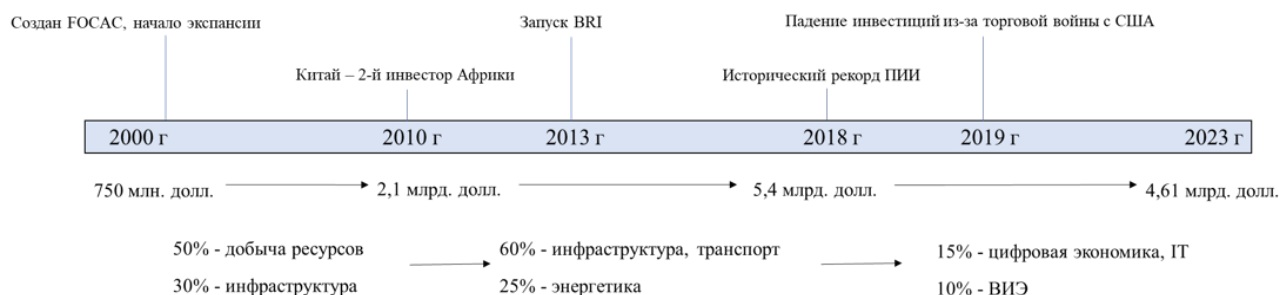 Создан FOCAC, начало экспансии
Запуск BRI
Падение инвестиций из-за торговой войны с США
Китай – 2-й инвестор Африки
Исторический рекорд ПИИ
2000 г
2010 г
2013 г
2018 г
2019 г
2023 г
750 млн. долл.
2,1 млрд. долл.
5,4 млрд. долл.
4,61 млрд. долл.
50% - добыча ресурсов
60% - инфраструктура, транспорт
15% - цифровая экономика, IT
30% - инфраструктура
25% - энергетика
10% - ВИЭ